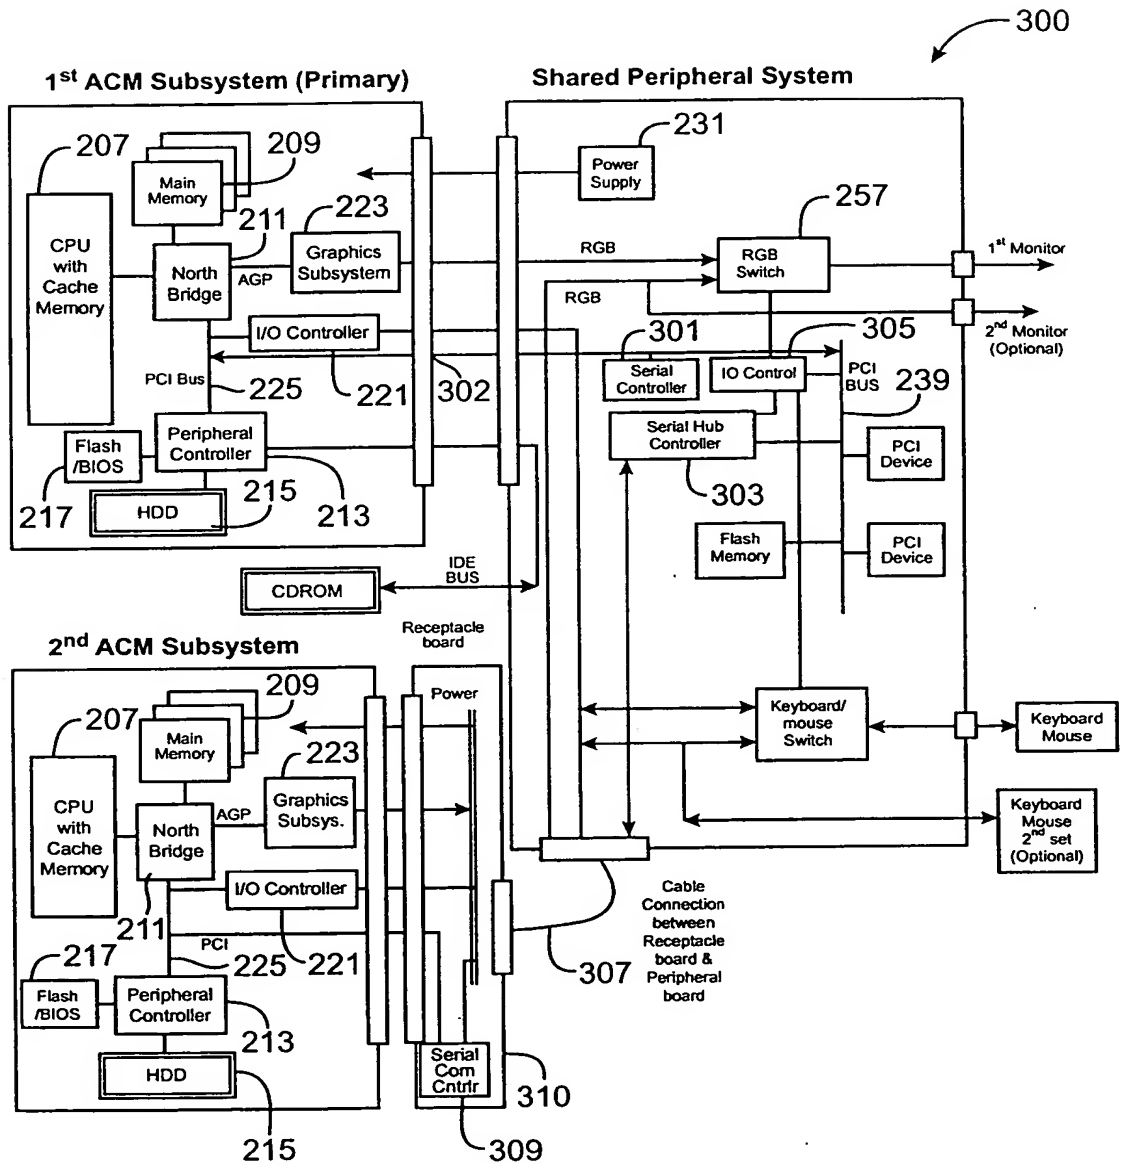 300
1st ACM Subsystem (Primary)
Shared Peripheral System
207
209
231
Main
Memory
Power
Supply
CPU
with
Cache
Memory
211
223
257
North
Bridge
AGP
Graphics
Subsystem
RGB
RGB
Switch
1st Monitor
RGB
I/O Controller
301
305
2nd Monitor
(Optional)
PCI Bus
225
221
302
Serial
Controller
IO Control
PCI
BUS
239
Flash
/BIOS
Peripheral
Controller
Serial Hub
Controller
PCI
Device
217
HDD
215
213
303
Flash
Memory
PCI
Device
CDROM
IDE
BUS
Receptacle
board
2nd ACM Subsystem
207
209
Power
Main
Memory
Keyboard/
mouse
Switch
Keyboard
Mouse
223
CPU
with
Cache
Memory
North
Bridge
AGP
Graphics
Subsys.
Keyboard
Mouse
2nd set
(Optional)
I/O Controller
211
PCI
217
225
221
307
Cable
Connection
between
Receptacle
board &
Peripheral
board
Flash
/BIOS
Peripheral
Controller
213
HDD
Serial
Com
Cntrlr
310
215
309